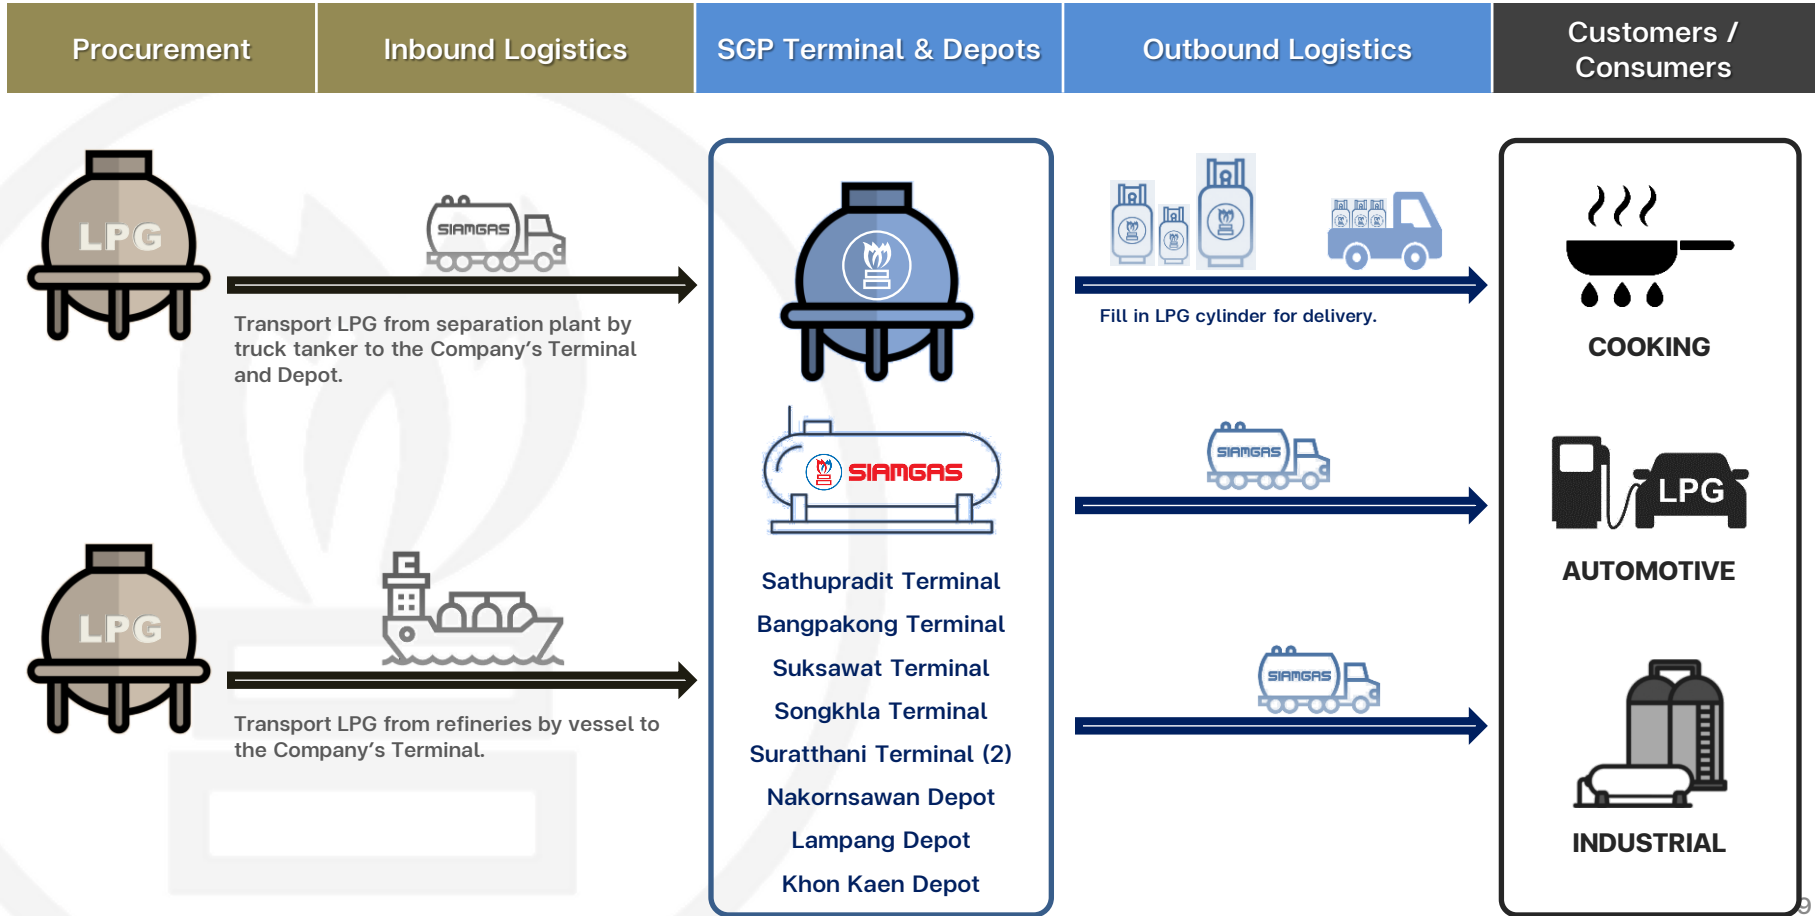 Procurement
Inbound Logistics
SGP Terminal & Depots
Outbound Logistics
Customers /
Consumers
LPG
SIAMGAS
Transport LPG from separation plant by
truck tanker to the Company's Terminal
and Depot.
Fill in LPG cylinder for delivery.
COOKING
SIAMGAS
SIAMGAS
LPG
AUTOMOTIVE
LPG
Transport LPG from refineries by vessel to
the Company's Terminal.
Sathupradit Terminal
Bangpakong Terminal
Suksawat Terminal
Songkhla Terminal
Suratthani Terminal (2)
Nakornsawan Depot
Lampang Depot
Khon Kaen Depot
SIAMGAS
INDUSTRIAL
9